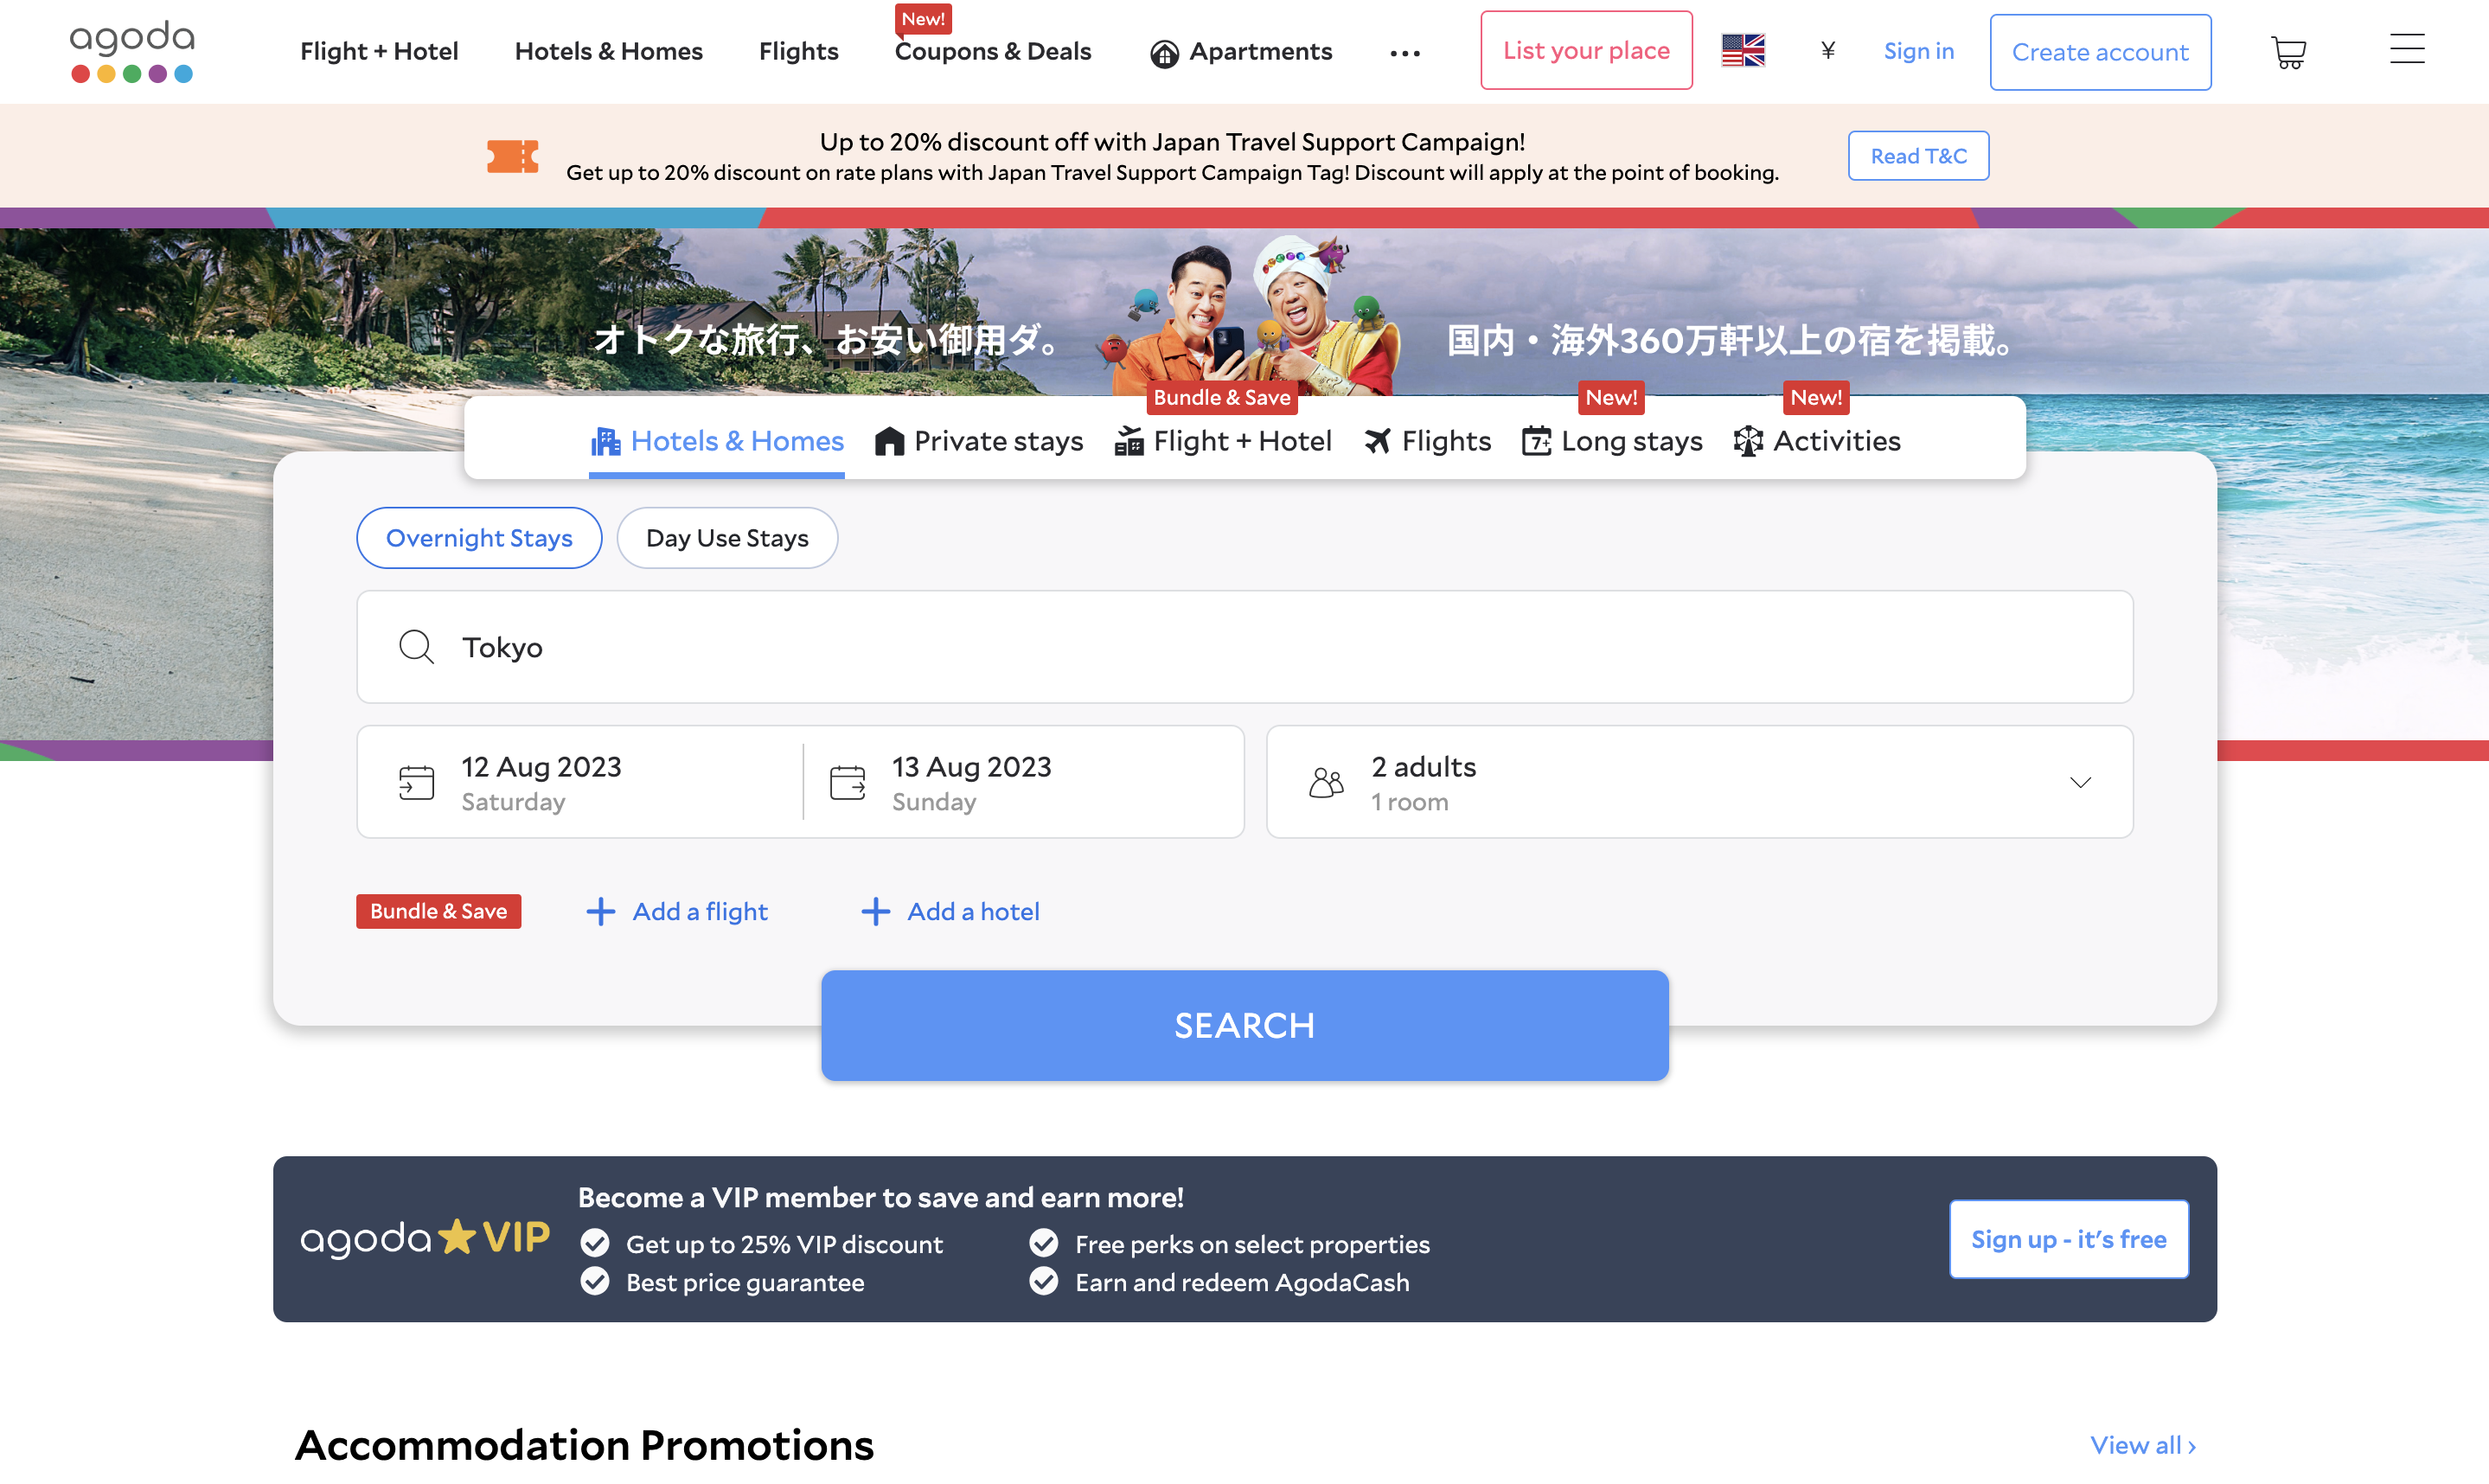 agoda
Flight + Hotel
Hotels & Homes
Flights
New!
Coupons & Deals
Apartments
List your place
¥
Sign in
Create account
Up to 20% discount off with Japan Travel Support Campaign!
Get up to 20% discount on rate plans with Japan Travel Support Campaign Tag! Discount will apply at the point of booking.
Read T&C
オトクな旅行、お安い御用ダ。
国内・海外360万軒以上の宿を掲載。
Hotels & Homes
Private stays
Bundle & Save
Flight + Hotel
Flights
New!
7+
Long stays
New!
Activities
Overnight Stays
Day Use Stays
Tokyo
12 Aug 2023
Saturday
13 Aug 2023
Sunday
2 adults
1 room
Bundle & Save
+ Add a flight
+ Add a hotel
SEARCH
agoda VIP
Become a VIP member to save and earn more!
Get up to 25% VIP discount
Free perks on select properties
Best price guarantee
Earn and redeem AgodaCash
Sign up - it's free
Accommodation Promotions
View all ›